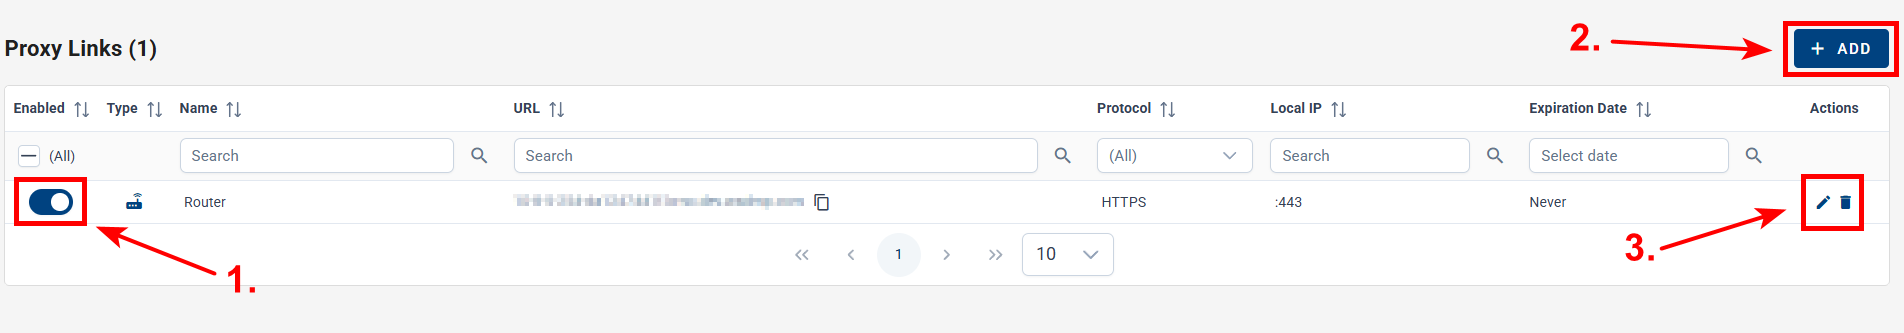 Proxy Links (1)
2.
+ ADD
Enabled Type Name URL Protocol Local IP Expiration Date Actions
(All) Search Search (All) Search Select date
Router HTTPS :443 Never
1 10
1.
3.